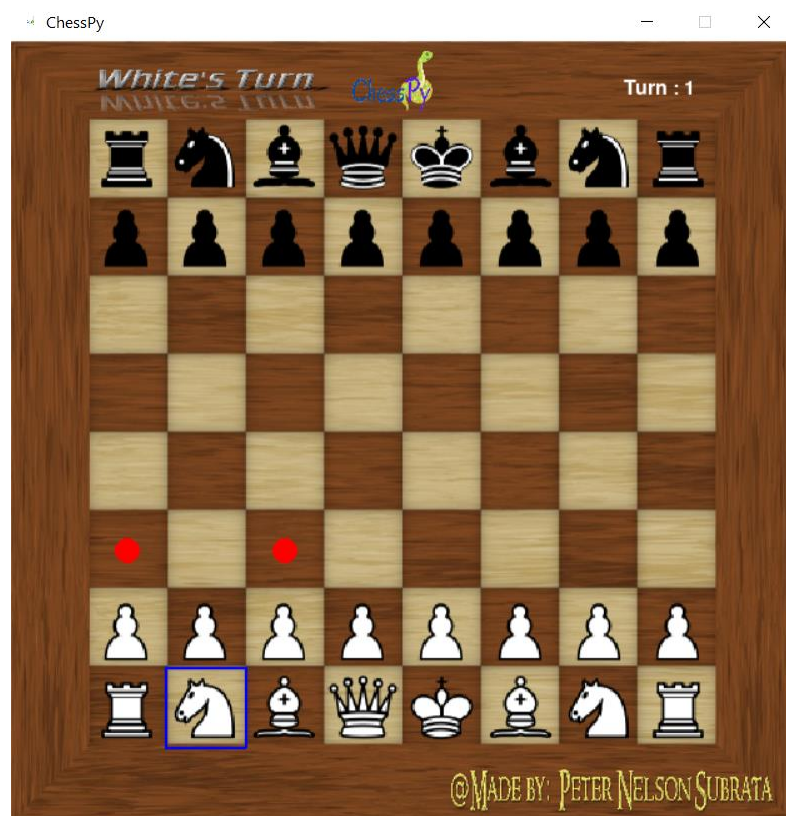 ChessPy
White's Turn
ChessPy
Turn : 1
@Made by: Peter Nelson Subrata